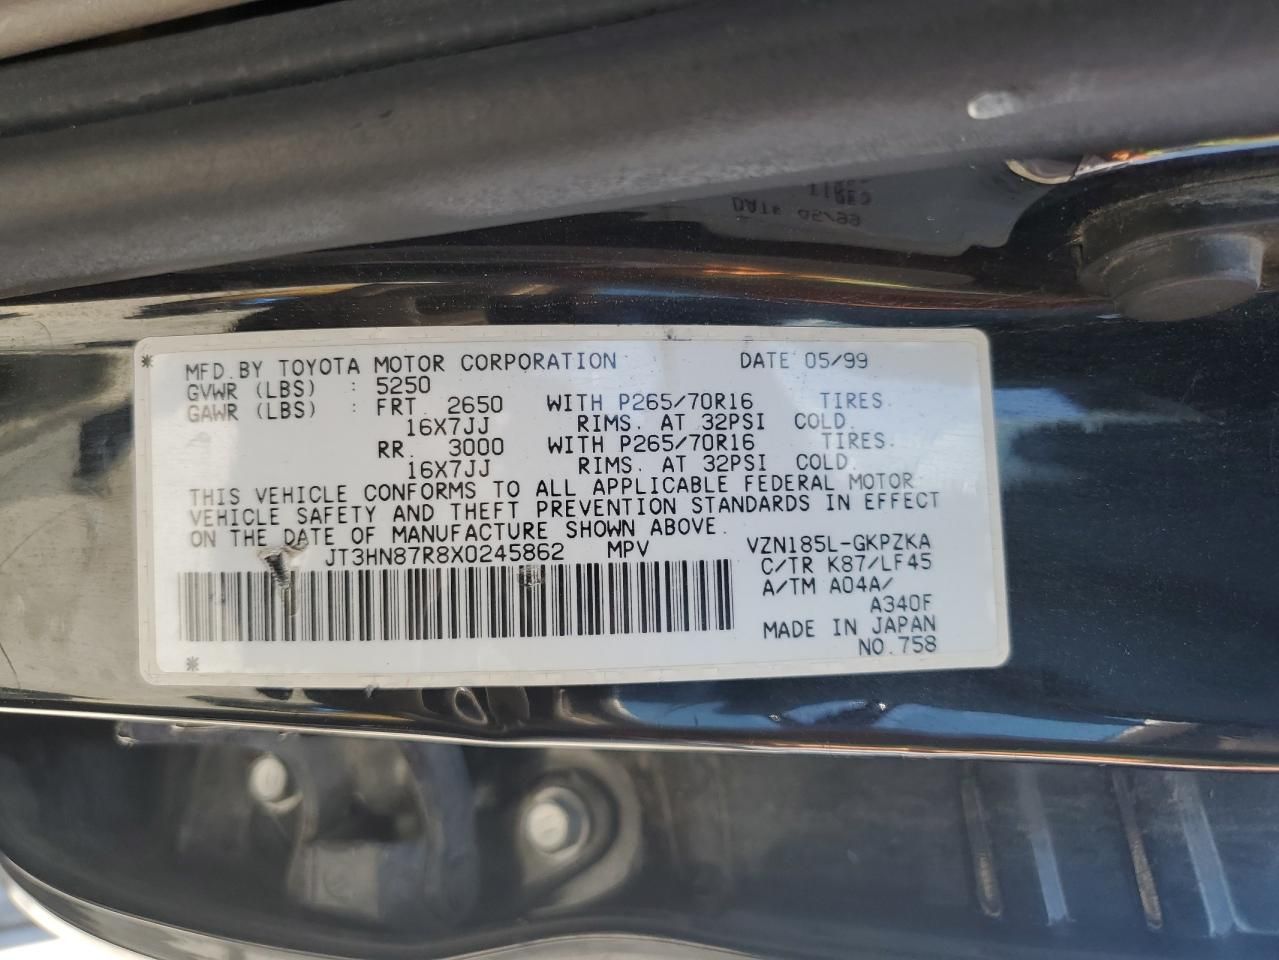 MFD. BY TOYOTA MOTOR CORPORATION DATE 05/99
GVWR (LBS) : 5250
GAWR (LBS) : FRT. 2650 WITH P265/70R16 TIRES.
16X7JJ RIMS. AT 32PSI COLD.
RR. 3000 WITH P265/70R16 TIRES.
16X7JJ RIMS. AT 32PSI COLD.
THIS VEHICLE CONFORMS TO ALL APPLICABLE FEDERAL MOTOR
VEHICLE SAFETY AND THEFT PREVENTION STANDARDS IN EFFECT
ON THE DATE OF MANUFACTURE SHOWN ABOVE.
JT3HN87R8X0245862 MPV VZN185L-GKPZKA
C/TR K87/LF45
A/TM A04A/
A340F
MADE IN JAPAN
NO. 758